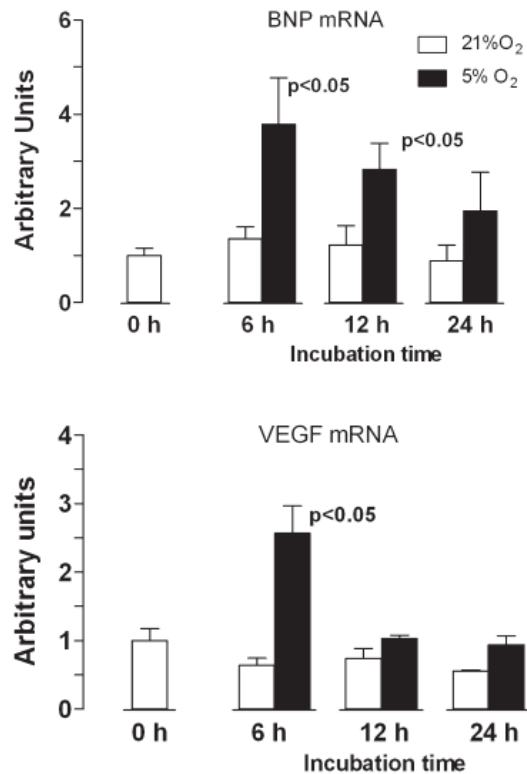 BNP mRNA
21%O₂
5% O₂
Arbitrary Units
6
4
2
0
p<0.05
p<0.05
0 h 6 h 12 h 24 h
Incubation time
VEGF mRNA
Arbitrary units
4
3
2
1
0
p<0.05
0 h 6 h 12 h 24 h
Incubation time